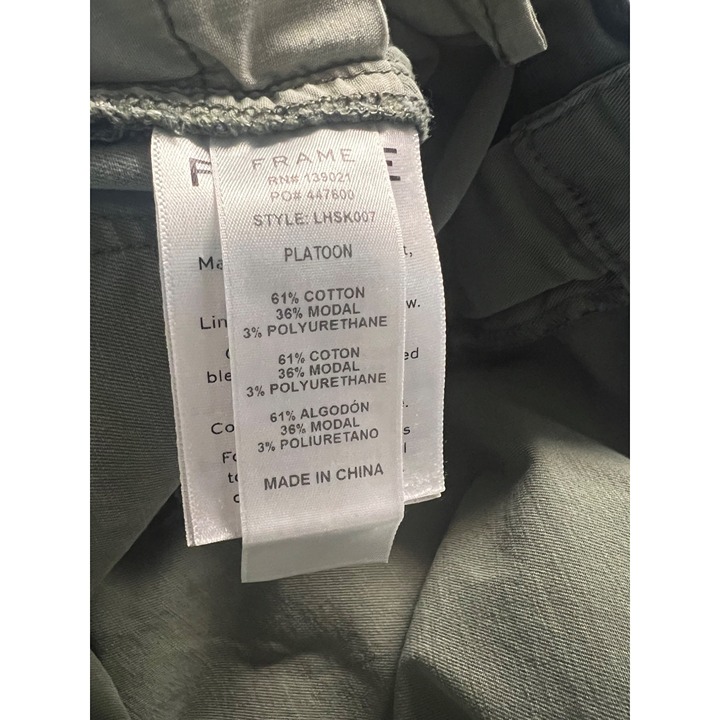 FRAME
RN# 139021
PO# 447600
STYLE: LHSK007
PLATOON
61% COTTON
36% MODAL
3% POLYURETHANE
61% COTON
36% MODAL
3% POLYURETHANE
61% ALGODÓN
36% MODAL
3% POLIURETANO
MADE IN CHINA